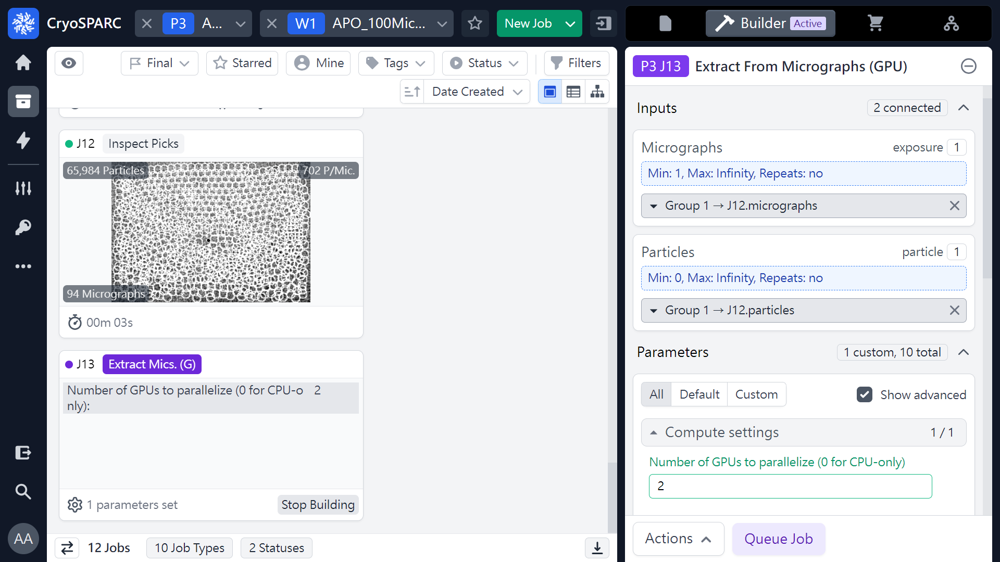 CryoSPARC
P3 A...
W1 APO_100Mic...
New Job
Builder Active
Final
Starred
Mine
Tags
Status
Filters
Date Created
J12 Inspect Picks
65,984 Particles
702 P/Mic.
94 Micrographs
00m 03s
J13 Extract Mics. (G)
Number of GPUs to parallelize (0 for CPU-o 2
nly):
1 parameters set
Stop Building
AA
12 Jobs
10 Job Types
2 Statuses
P3 J13 Extract From Micrographs (GPU)
Inputs
2 connected
Micrographs
exposure 1
Min: 1, Max: Infinity, Repeats: no
Group 1 → J12.micrographs
Particles
particle 1
Min: 0, Max: Infinity, Repeats: no
Group 1 → J12.particles
Parameters
1 custom, 10 total
All Default Custom
Show advanced
Compute settings
1 / 1
Number of GPUs to parallelize (0 for CPU-only)
2
Actions
Queue Job